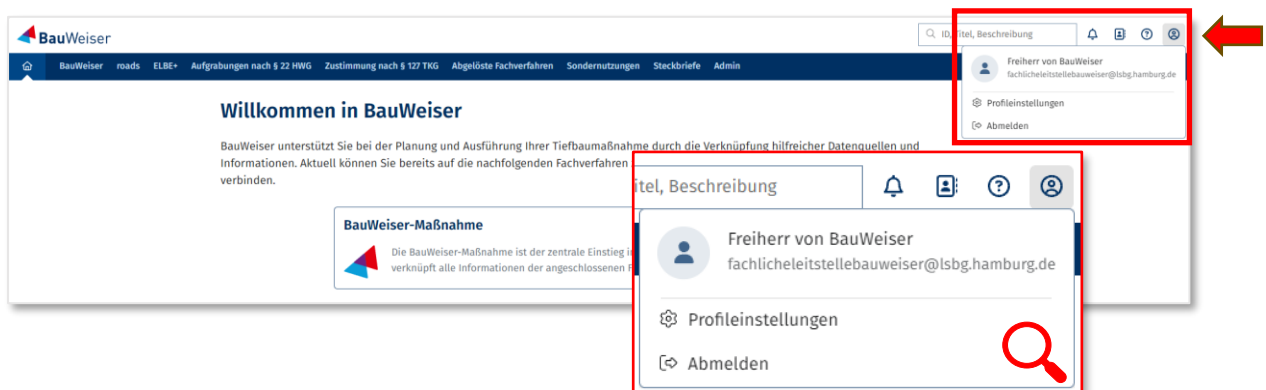 BauWeiser
ID, Titel, Beschreibung
BauWeiser roads ELBE+ Aufgrabungen nach § 22 HWG Zustimmung nach § 127 TKG Abgelöste Fachverfahren Sondernutzungen Steckbriefe Admin
Freiherr von BauWeiser
fachlicheleitstellebauweiser@lsbg.hamburg.de
Profileinstellungen
Abmelden
Willkommen in BauWeiser
BauWeiser unterstützt Sie bei der Planung und Ausführung Ihrer Tiefbaumaßnahme durch die Verknüpfung hilfreicher Datenquellen und
Informationen. Aktuell können Sie bereits auf die nachfolgenden Fachverfahren
verbinden.
BauWeiser-Maßnahme
Die BauWeiser-Maßnahme ist der zentrale Einstieg
verknüpft alle Informationen der angeschlossenen
itel, Beschreibung
Freiherr von BauWeiser
fachlicheleitstellebauweiser@lsbg.hamburg.de
Profileinstellungen
Abmelden